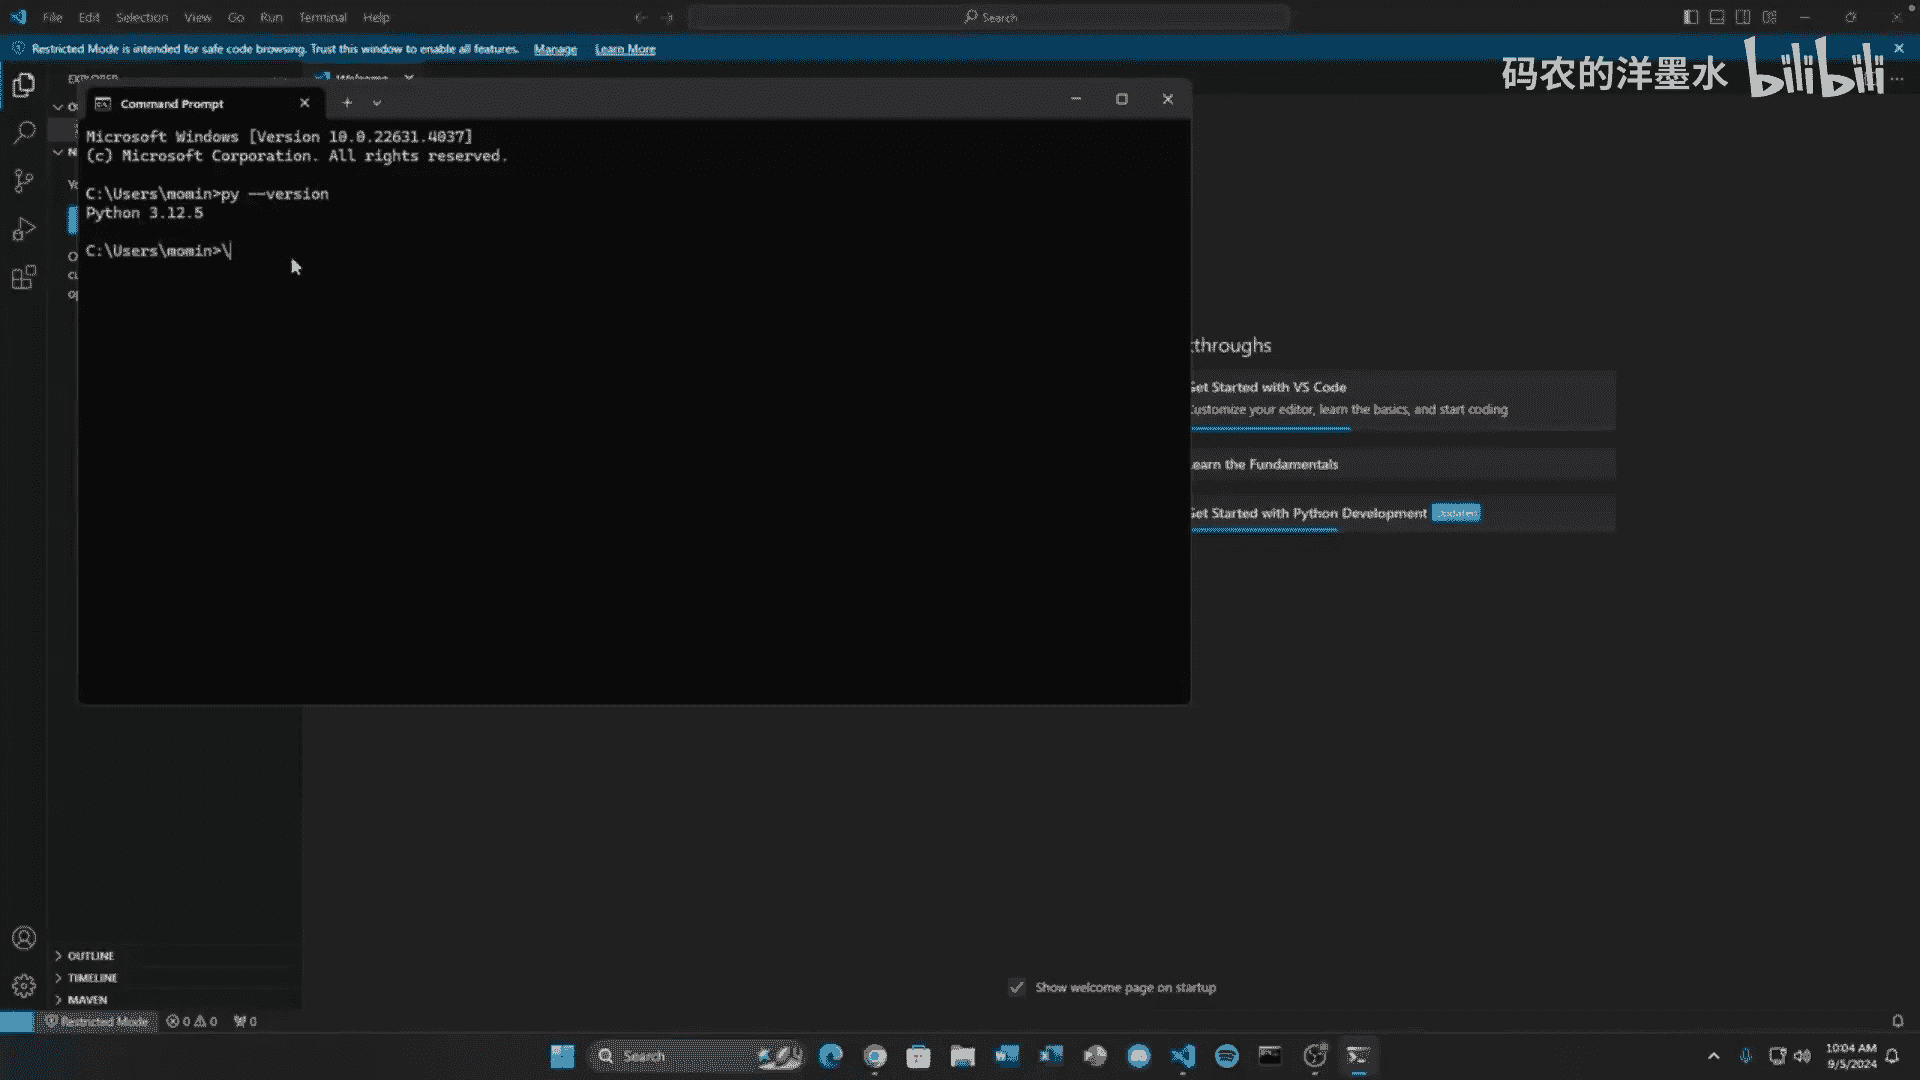 File Edit Selection View Go Run Terminal Help
Search
Restricted Mode is intended for safe code browsing. Trust this window to enable all features. Manage Learn More
码农的洋墨水 bilibili
EXPLORER
Welcome
Command Prompt
Microsoft Windows [Version 10.0.22631.4037]
(c) Microsoft Corporation. All rights reserved.
C:\Users\momin>py --version
Python 3.12.5
C:\Users\momin>\
throughs
Get Started with VS Code
Customize your editor, learn the basics, and start coding
Learn the Fundamentals
Get Started with Python Development Updated
OUTLINE
TIMELINE
MAVEN
Show welcome page on startup
Restricted Mode 0 0 0
Search
10:04 AM
9/5/2024